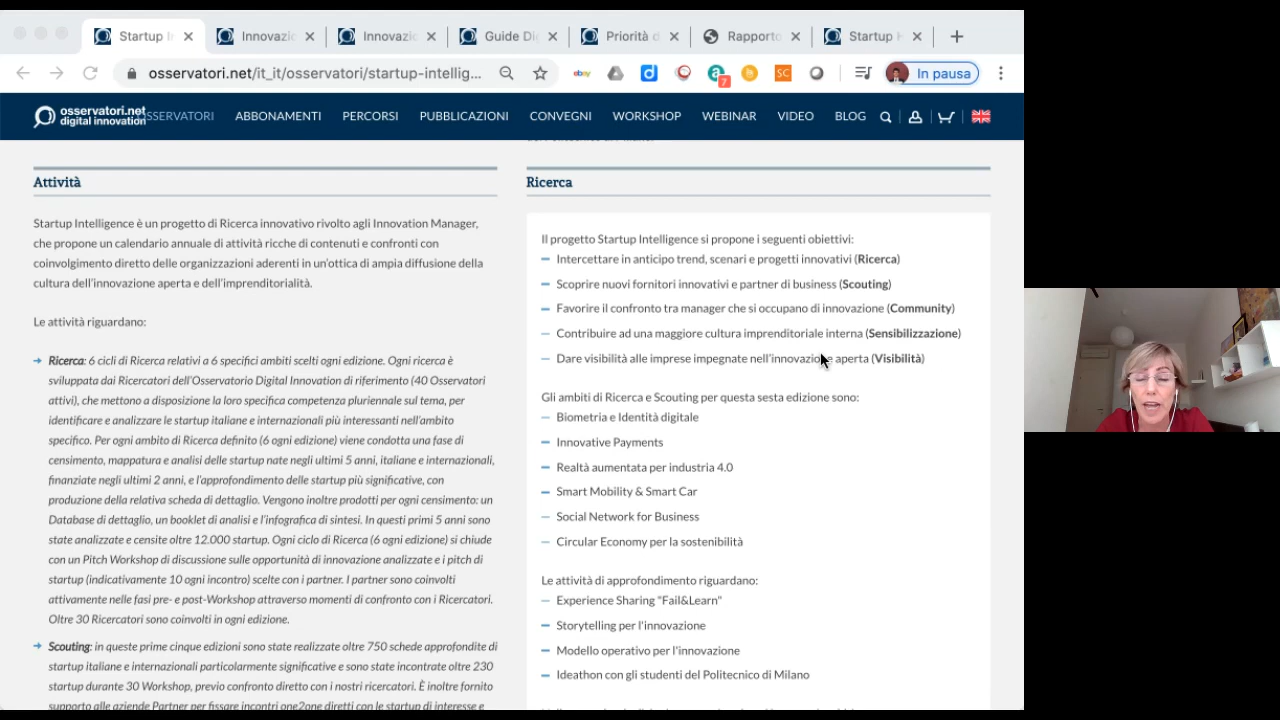 Startup I
Innovazi
Innovazi
Guide Di
Priorità d
Rapporto
Startup H
osservatori.net/it_it/osservatori/startup-intellig...
7
SC
In pausa
osservatori.net
digital innovation
SSERVATORI
ABBONAMENTI
PERCORSI
PUBBLICAZIONI
CONVEGNI
WORKSHOP
WEBINAR
VIDEO
BLOG
Attività
Startup Intelligence è un progetto di Ricerca innovativo rivolto agli Innovation Manager,
che propone un calendario annuale di attività ricche di contenuti e confronti con
coinvolgimento diretto delle organizzazioni aderenti in un'ottica di ampia diffusione della
cultura dell'innovazione aperta e dell'imprenditorialità.
Le attività riguardano:
Ricerca: 6 cicli di Ricerca relativi a 6 specifici ambiti scelti ogni edizione. Ogni ricerca è
sviluppata dai Ricercatori dell'Osservatorio Digital Innovation di riferimento (40 Osservatori
attivi), che mettono a disposizione la loro specifica competenza pluriennale sul tema, per
identificare e analizzare le startup italiane e internazionali più interessanti nell'ambito
specifico. Per ogni ambito di Ricerca definito (6 ogni edizione) viene condotta una fase di
censimento, mappatura e analisi delle startup nate negli ultimi 5 anni, italiane e internazionali,
finanziate negli ultimi 2 anni, e l'approfondimento delle startup più significative, con
produzione della relativa scheda di dettaglio. Vengono inoltre prodotti per ogni censimento: un
Database di dettaglio, un booklet di analisi e l'infografica di sintesi. In questi primi 5 anni sono
state analizzate e censite oltre 12.000 startup. Ogni ciclo di Ricerca (6 ogni edizione) si chiude
con un Pitch Workshop di discussione sulle opportunità di innovazione analizzate e i pitch di
startup (indicativamente 10 ogni incontro) scelte con i partner. I partner sono coinvolti
attivamente nelle fasi pre- e post-Workshop attraverso momenti di confronto con i Ricercatori.
Oltre 30 Ricercatori sono coinvolti in ogni edizione.
Scouting: in queste prime cinque edizioni sono state realizzate oltre 750 schede approfondite di
startup italiane e internazionali particolarmente significative e sono state incontrate oltre 230
startup durante 30 Workshop, previo confronto diretto con i nostri ricercatori. È inoltre fornito
supporto alle aziende Partner per fissare incontri one2one diretti con le startup di interesse e
Ricerca
Il progetto Startup Intelligence si propone i seguenti obiettivi:
Intercettare in anticipo trend, scenari e progetti innovativi (Ricerca)
Scoprire nuovi fornitori innovativi e partner di business (Scouting)
Favorire il confronto tra manager che si occupano di innovazione (Community)
Contribuire ad una maggiore cultura imprenditoriale interna (Sensibilizzazione)
Dare visibilità alle imprese impegnate nell'innovazione aperta (Visibilità)
Gli ambiti di Ricerca e Scouting per questa sesta edizione sono:
Biometria e Identità digitale
Innovative Payments
Realtà aumentata per industria 4.0
Smart Mobility & Smart Car
Social Network for Business
Circular Economy per la sostenibilità
Le attività di approfondimento riguardano:
Experience Sharing "Fail&Learn"
Storytelling per l'innovazione
Modello operativo per l'innovazione
Ideathon con gli studenti del Politecnico di Milano